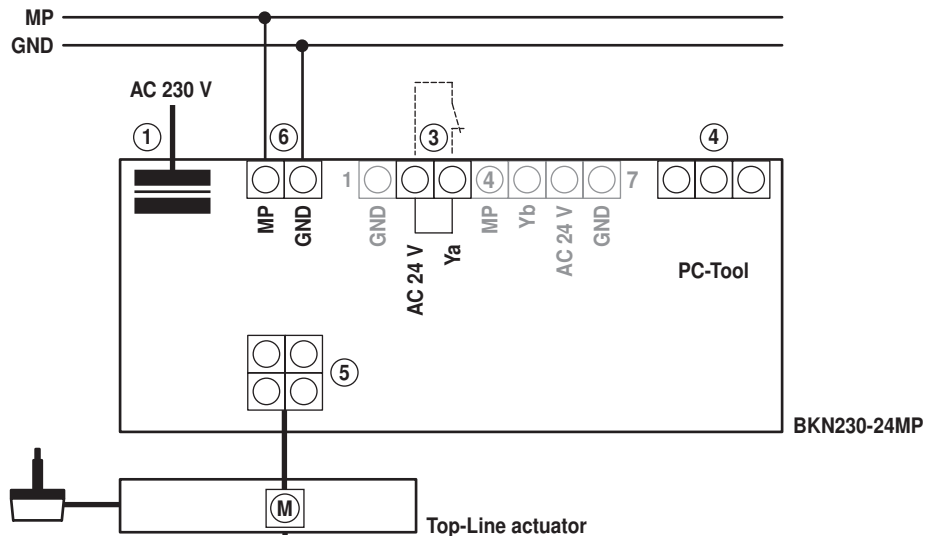 MP
GND
AC 230 V
1
6
3
4
1
4
7
MP
GND
GND
AC 24 V
Ya
MP
Yb
AC 24 V
GND
PC-Tool
5
BKN230-24MP
M
Top-Line actuator